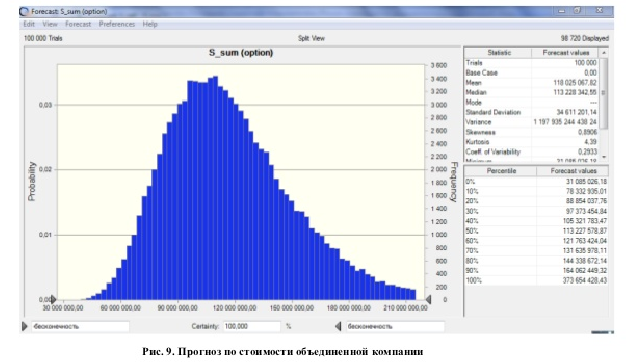 Forecast: S_sum (option)
Edit View Forecast Preferences Help
100 000 Trials Split View 98 720 Displayed
S_sum (option)
Probability
0,03
0,02
0,01
0,00
3 600
3 400
3 200
3 000
2 800
2 600
2 400
2 200
2 000
1 800
1 600
1 400
1 200
1 000
800
600
400
200
0
Frequency
30 000 000,00 60 000 000,00 90 000 000,00 120 000 000,00 150 000 000,00 180 000 000,00 210 000 000,00
Statistic Forecast values
Trials 100 000
Base Case 0,00
Mean 118 025 067,82
Median 113 228 342,55
Mode ---
Standard Deviation 34 611 201,14
Variance 1 197 935 244 438 24
Skewness 0,8906
Kurtosis 4,39
Coeff. of Variability 0,2933
Minimum 31 085 026,18
Percentile Forecast values
0% 31 085 026,18
10% 78 332 935,01
20% 88 854 037,76
30% 97 373 454,84
40% 105 321 783,47
50% 113 227 578,87
60% 121 763 424,04
70% 131 635 978,11
80% 144 338 672,14
90% 164 062 449,32
100% 373 654 428,43
бесконечность Certainty: 100,000 % бесконечность
Рис. 9. Прогноз по стоимости объединенной компании